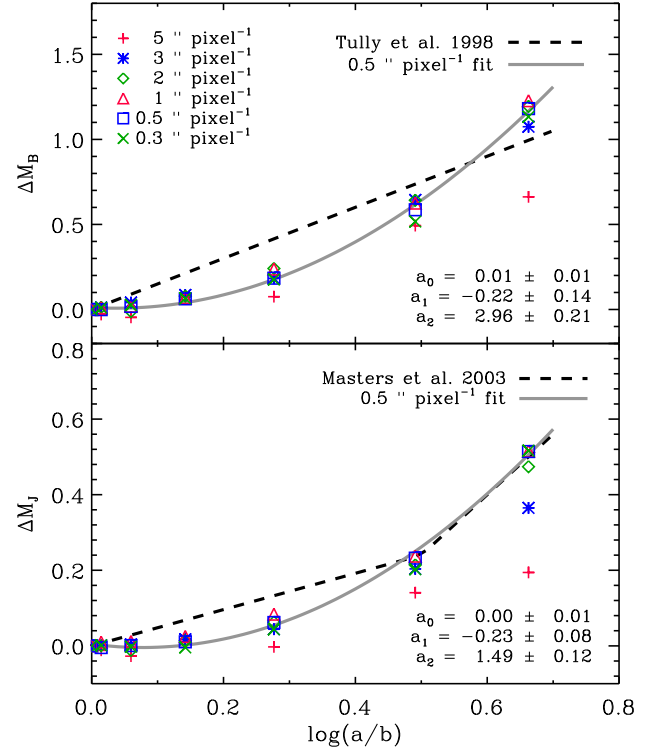 1.5
1.0
0.5
0.0
ΔM_B
5 " pixel⁻¹
3 " pixel⁻¹
2 " pixel⁻¹
1 " pixel⁻¹
0.5 " pixel⁻¹
0.3 " pixel⁻¹
Tully et al. 1998
0.5 " pixel⁻¹ fit
a₀ = 0.01 ± 0.01
a₁ = −0.22 ± 0.14
a₂ = 2.96 ± 0.21
0.8
0.6
0.4
0.2
0.0
ΔM_J
Masters et al. 2003
0.5 " pixel⁻¹ fit
a₀ = 0.00 ± 0.01
a₁ = −0.23 ± 0.08
a₂ = 1.49 ± 0.12
0.0 0.2 0.4 0.6 0.8
log(a/b)